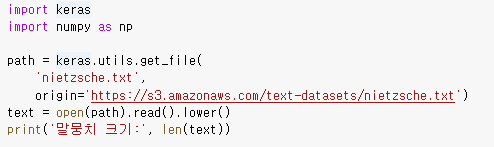 import keras
import numpy as np
path = keras.utils.get_file(
'nietzsche.txt',
origin='https://s3.amazonaws.com/text-datasets/nietzsche.txt')
text = open(path).read().lower()
print('말뭉치 크기:', len(text))